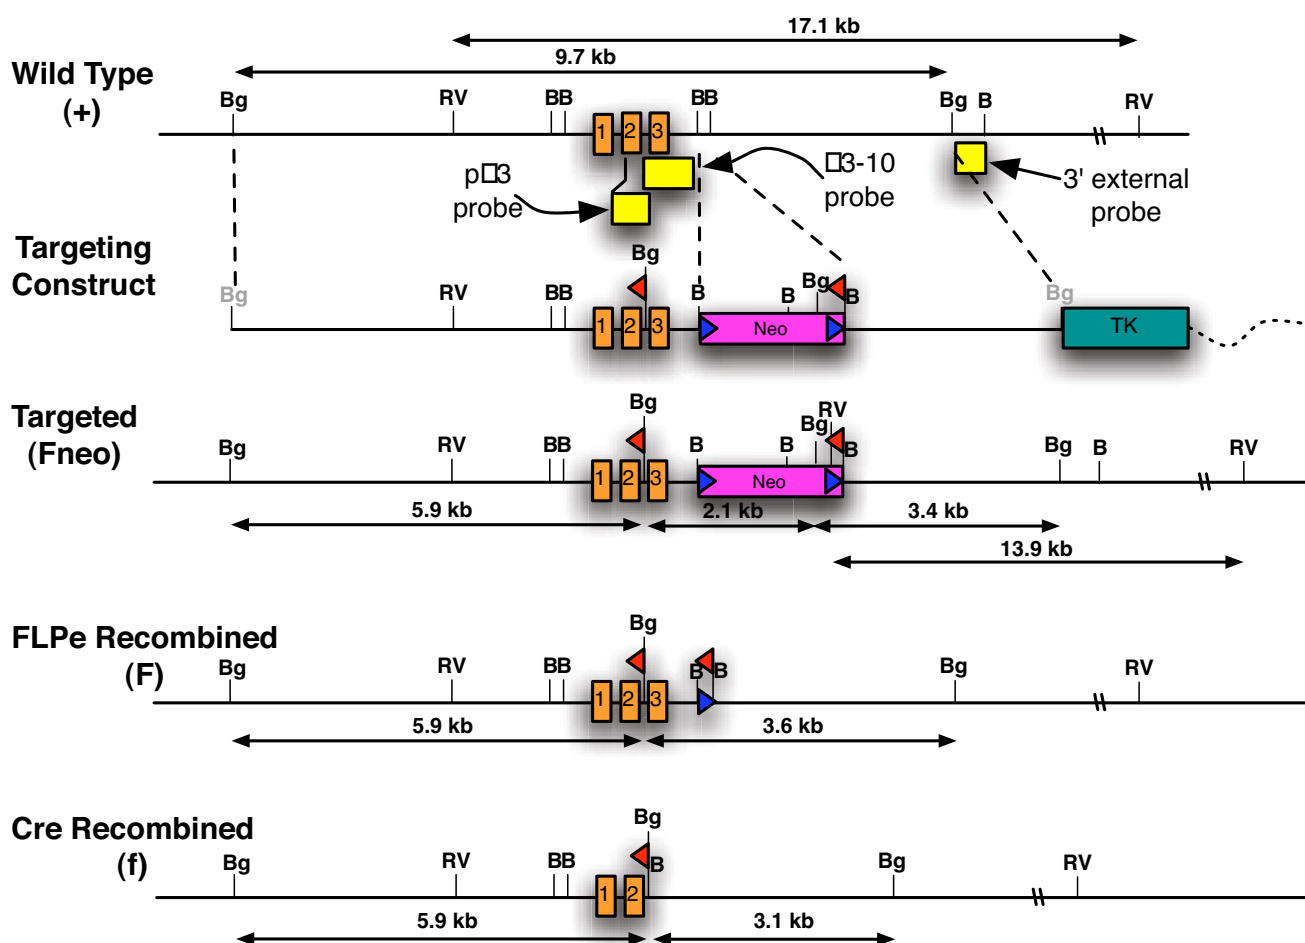 17.1 kb
9.7 kb
Wild Type
(+)
Bg RV BB Bg B RV
1 2 3 BB
p□3
probe
□3-10
probe
3' external
probe
Targeting
Construct
Bg
Bg RV BB B B Bg B Bg
1 2 3 Neo TK
Targeted
(Fneo)
Bg RV
Bg RV BB B B Bg B Bg B RV
1 2 3 Neo
5.9 kb 2.1 kb 3.4 kb
13.9 kb
FLPe Recombined
(F)
Bg
Bg RV BB B B Bg RV
1 2 3
5.9 kb 3.6 kb
Cre Recombined
(f)
Bg
Bg RV BB B Bg RV
1 2
5.9 kb 3.1 kb